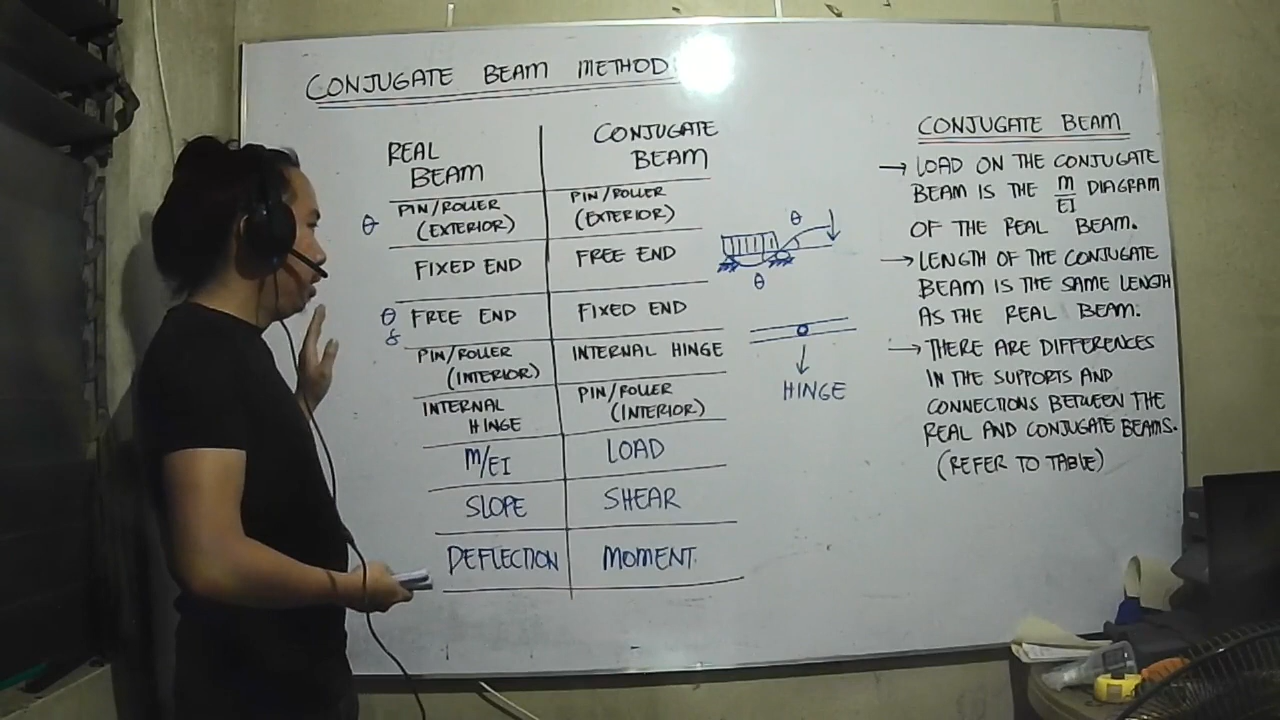 CONJUGATE BEAM METHOD
REAL
BEAM
CONJUGATE
BEAM
θ
PIN/ROLLER
(EXTERIOR)
PIN/ROLLER
(EXTERIOR)
FIXED END
FREE END
θ
δ
FREE END
FIXED END
PIN/ROLLER
(INTERIOR)
INTERNAL HINGE
INTERNAL
HINGE
PIN/ROLLER
(INTERIOR)
M/EI
LOAD
SLOPE
SHEAR
DEFLECTION
MOMENT
θ
θ
HINGE
CONJUGATE BEAM
→ LOAD ON THE CONJUGATE
BEAM IS THE M/EI DIAGRAM
OF THE REAL BEAM.
→ LENGTH OF THE CONJUGATE
BEAM IS THE SAME LENGTH
AS THE REAL BEAM.
→ THERE ARE DIFFERENCES
IN THE SUPPORTS AND
CONNECTIONS BETWEEN THE
REAL AND CONJUGATE BEAMS.
(REFER TO TABLE)